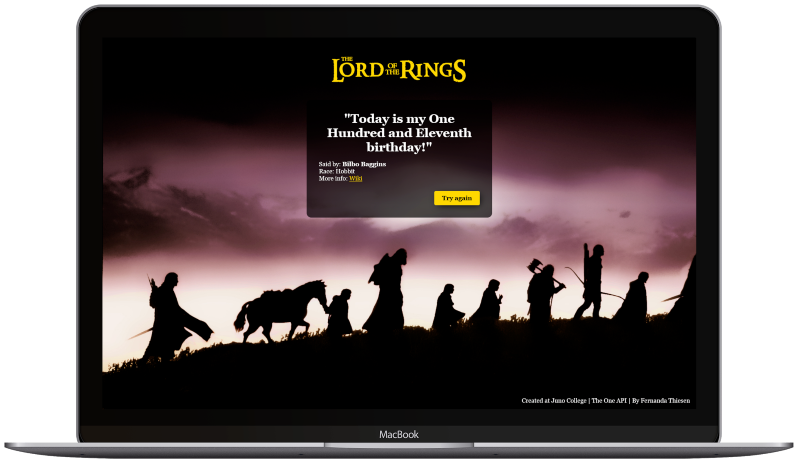 THE
LORD OF THE RINGS
"Today is my One
Hundred and Eleventh
birthday!"
Said by: Bilbo Baggins
Race: Hobbit
More info: Wiki
Try again
Created at Juno College | The One API | By Fernanda Thiesen
MacBook